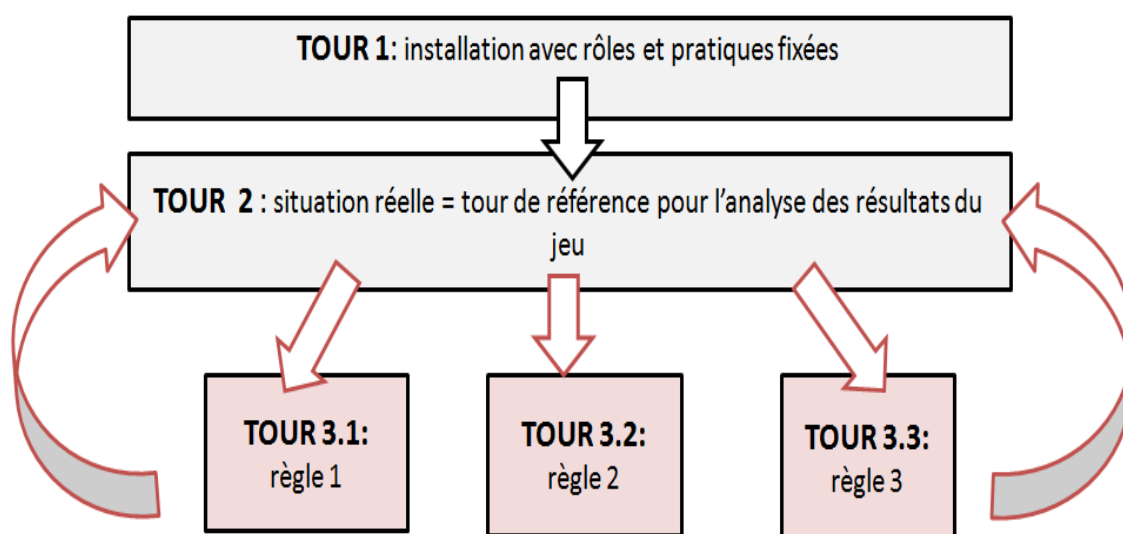 TOUR 1: installation avec rôles et pratiques fixées
TOUR 2 : situation réelle = tour de référence pour l'analyse des résultats du
jeu
TOUR 3.1:
règle 1
TOUR 3.2:
règle 2
TOUR 3.3:
règle 3